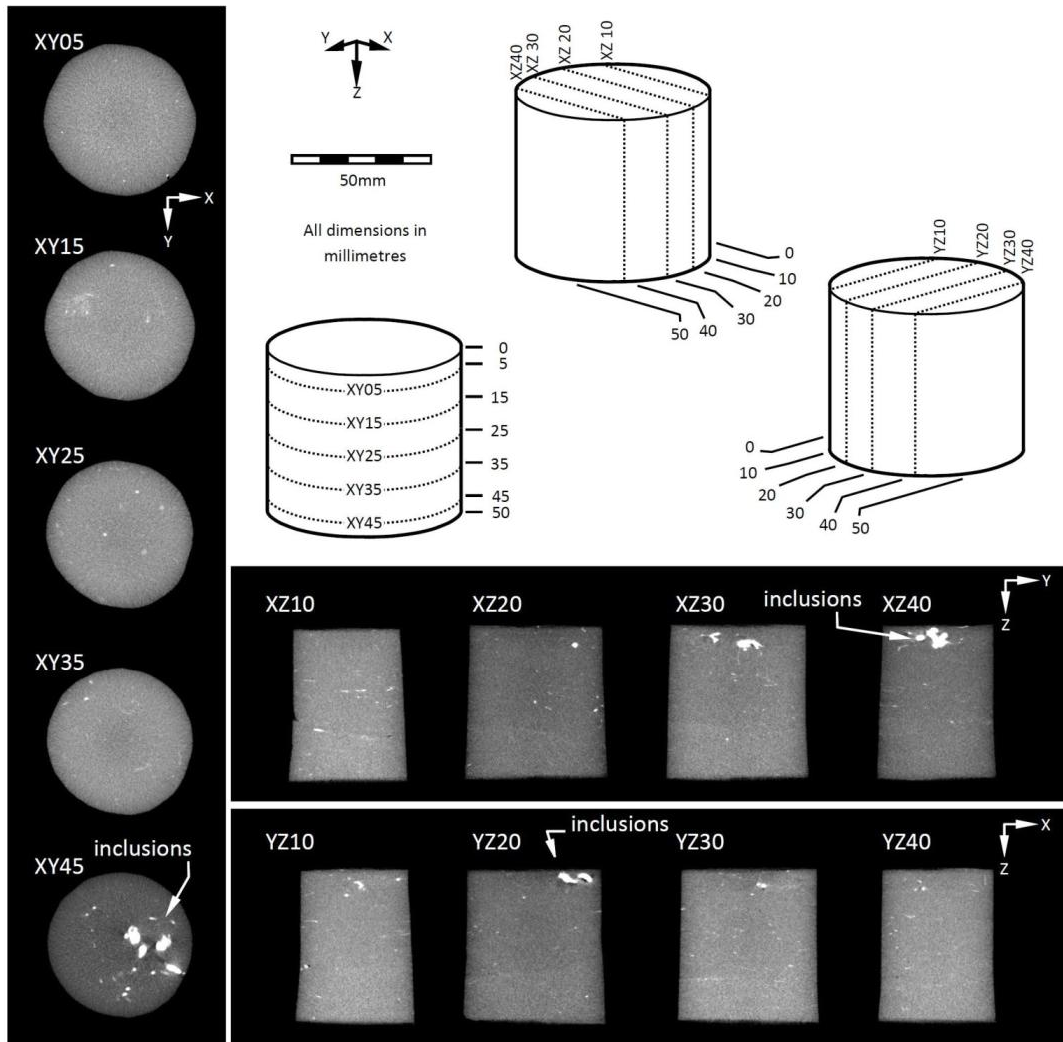 XY05
X
Y
XY15
XY25
XY35
inclusions
XY45
Y
X
Z
50mm
All dimensions in
millimetres
XZ40
XZ 30
XZ 20
XZ 10
0
10
20
30
40
50
YZ10
YZ20
YZ30
YZ40
0
10
20
30
40
50
0
5
XY05
15
XY15
25
XY25
35
XY35
45
XY45
50
XZ10
XZ20
XZ30
inclusions
XZ40
Y
Z
YZ10
YZ20
inclusions
YZ30
YZ40
X
Z